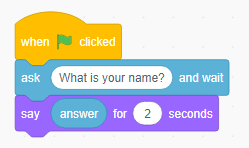 when clicked
ask What is your name? and wait
say answer for 2 seconds